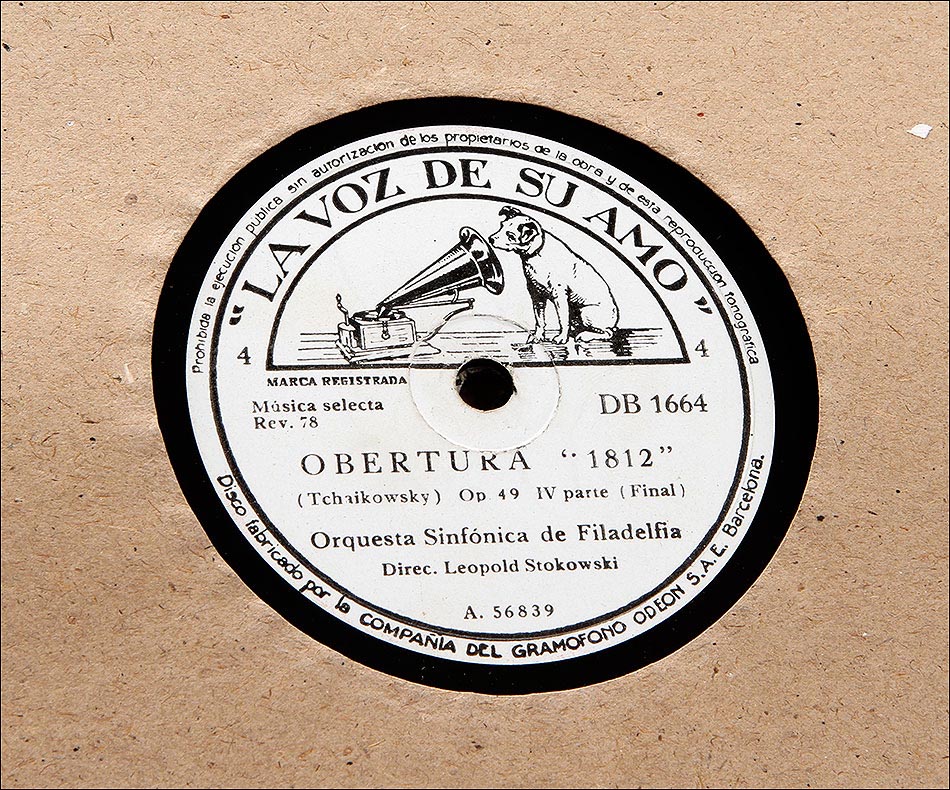 Prohibida la ejecución pública sin autorización de los propietarios de la obra y de esta reproducción fonográfica
"LA VOZ DE SU AMO"
4 4
MARCA REGISTRADA
Música selecta
DB 1664
Rev. 78
OBERTURA "1812"
(Tchaikowsky) Op. 49 IV parte (Final)
Orquesta Sinfónica de Filadelfia
Direc. Leopold Stokowski
A. 56839
Disco fabricado por la COMPAÑÍA DEL GRAMOFONO ODEON S.A.E. Barcelona.